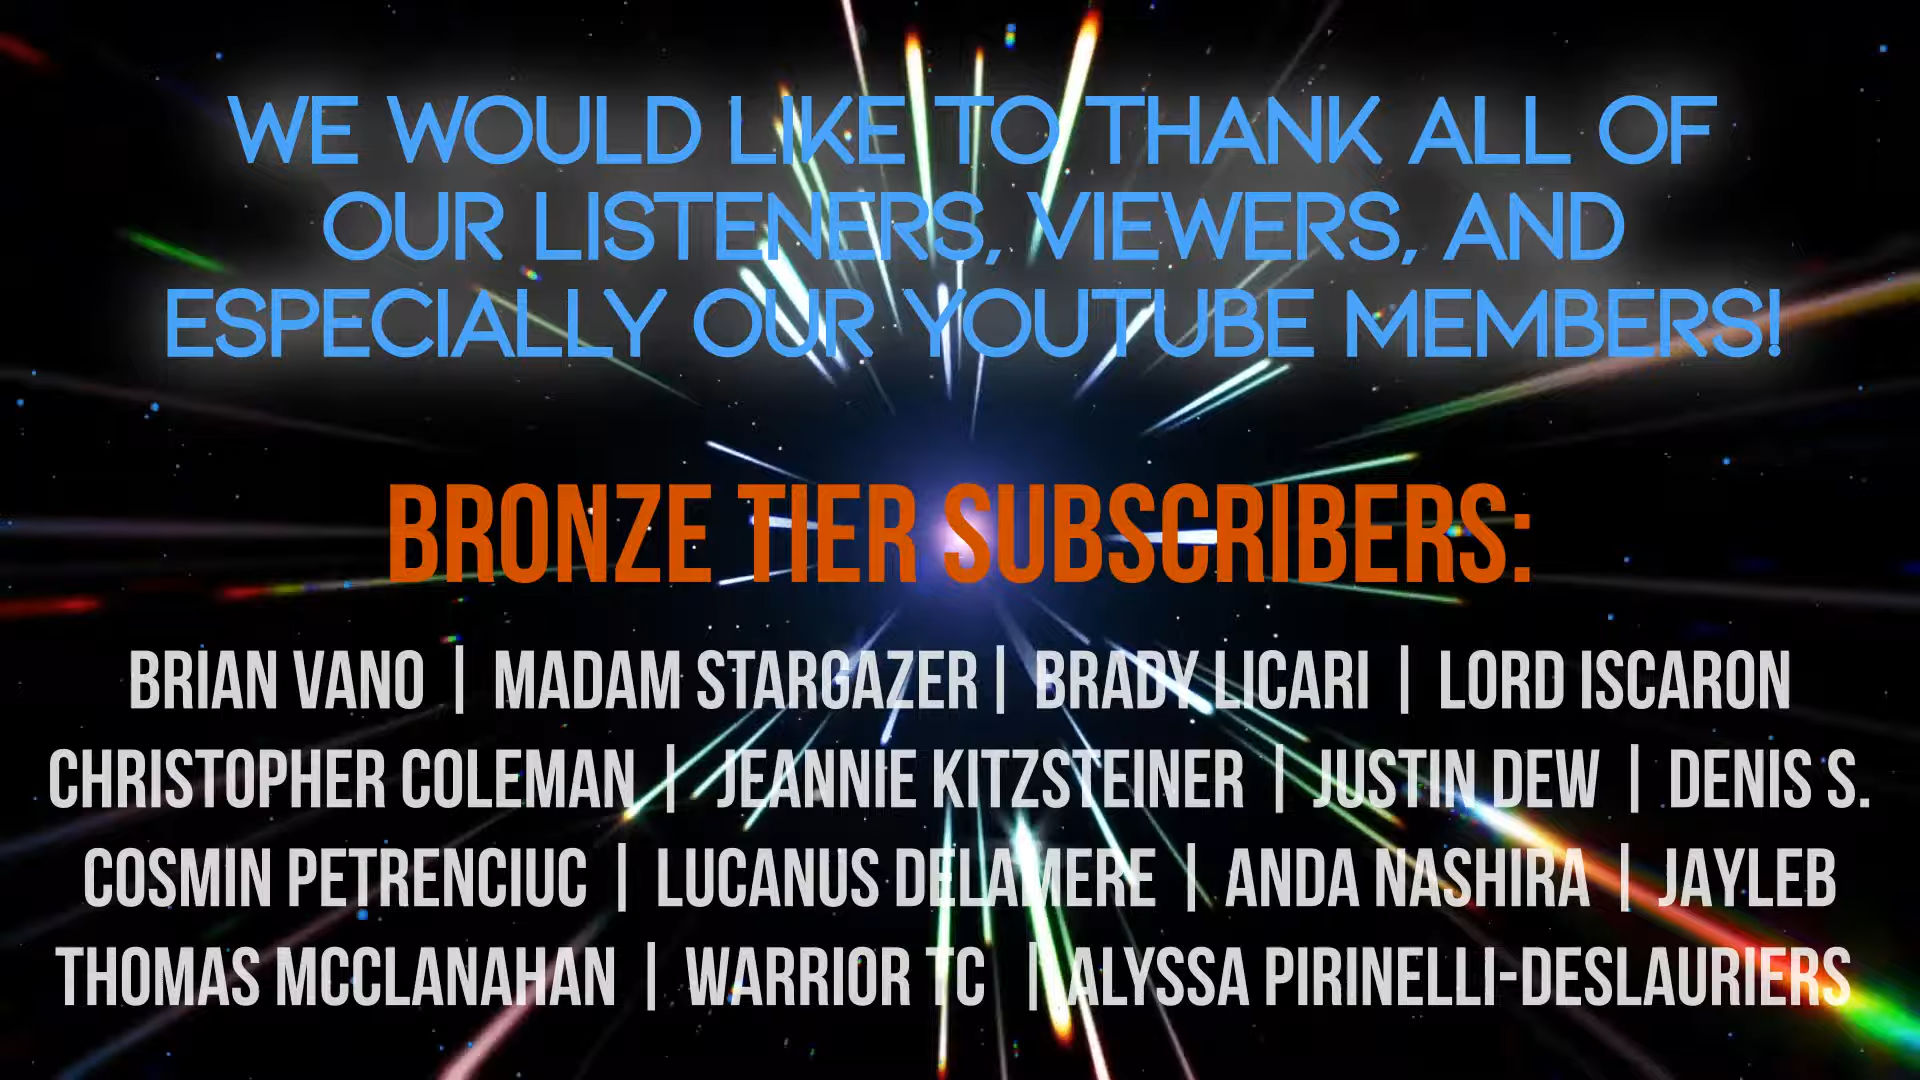 WE WOULD LIKE TO THANK ALL OF
OUR LISTENERS, VIEWERS, AND
ESPECIALLY OUR YOUTUBE MEMBERS!
BRONZE TIER SUBSCRIBERS:
BRIAN VANO | MADAM STARGAZER | BRADY LICARI | LORD ISCARON
CHRISTOPHER COLEMAN | JEANNIE KITZSTEINER | JUSTIN DEW | DENIS S.
COSMIN PETRENCIUC | LUCANUS DELAMERE | ANDA NASHIRA | JAYLEB
THOMAS MCCLANAHAN | WARRIOR TC | ALYSSA PIRINELLI-DESLAURIERS